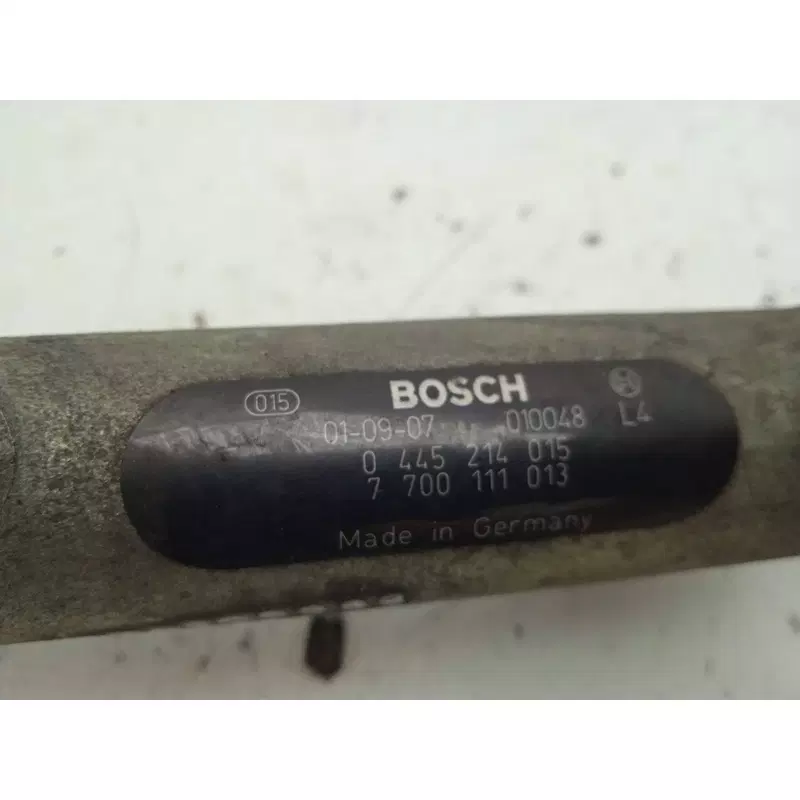 015 BOSCH
01-09-07 010048 L4
0 445 214 015
7 700 111 013
Made in Germany